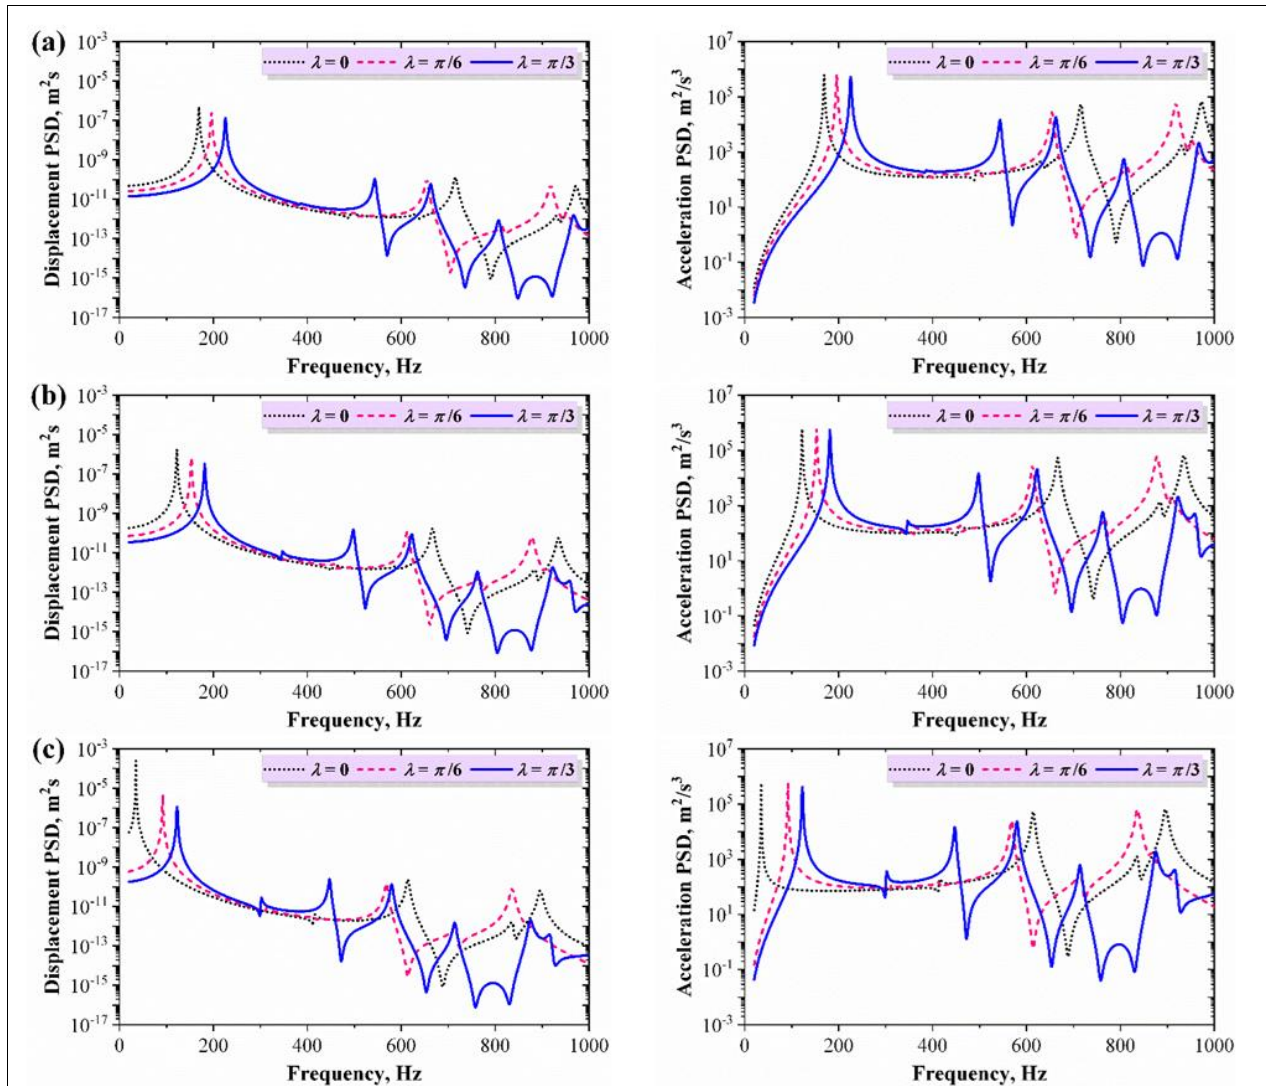 (a)
λ = 0 λ = π/6 λ = π/3
Displacement PSD, m²s
10⁻³
10⁻⁵
10⁻⁷
10⁻⁹
10⁻¹¹
10⁻¹³
10⁻¹⁵
10⁻¹⁷
0 200 400 600 800 1000
Frequency, Hz
λ = 0 λ = π/6 λ = π/3
Acceleration PSD, m²/s³
10⁷
10⁵
10³
10¹
10⁻¹
10⁻³
0 200 400 600 800 1000
Frequency, Hz
(b)
λ = 0 λ = π/6 λ = π/3
Displacement PSD, m²s
10⁻³
10⁻⁵
10⁻⁷
10⁻⁹
10⁻¹¹
10⁻¹³
10⁻¹⁵
10⁻¹⁷
0 200 400 600 800 1000
Frequency, Hz
λ = 0 λ = π/6 λ = π/3
Acceleration PSD, m²/s³
10⁷
10⁵
10³
10¹
10⁻¹
10⁻³
0 200 400 600 800 1000
Frequency, Hz
(c)
λ = 0 λ = π/6 λ = π/3
Displacement PSD, m²s
10⁻³
10⁻⁵
10⁻⁷
10⁻⁹
10⁻¹¹
10⁻¹³
10⁻¹⁵
10⁻¹⁷
0 200 400 600 800 1000
Frequency, Hz
λ = 0 λ = π/6 λ = π/3
Acceleration PSD, m²/s³
10⁷
10⁵
10³
10¹
10⁻¹
10⁻³
0 200 400 600 800 1000
Frequency, Hz